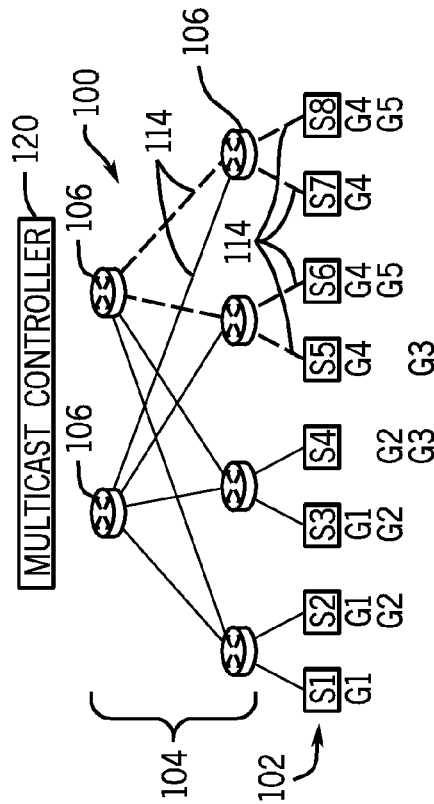 120
MULTICAST CONTROLLER
106 106 100
114 106
104
114
102 S1 S2 S3 S4 S5 S6 S7 S8
G1 G1 G1 G4 G4 G4 G4
G2 G2 G2 G5 G5
G3 G3